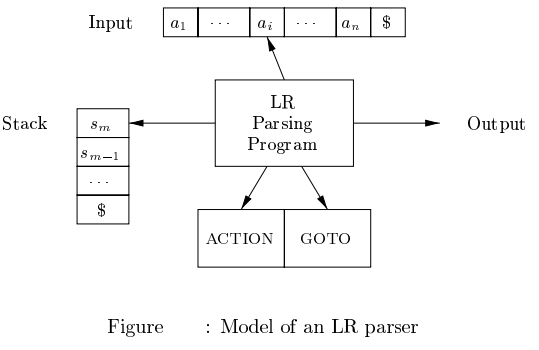 Input a₁ ··· aᵢ ··· aₙ $
LR
Parsing
Program
Stack
sₘ
sₘ₋₁
···
$
Output
ACTION GOTO
Figure : Model of an LR parser